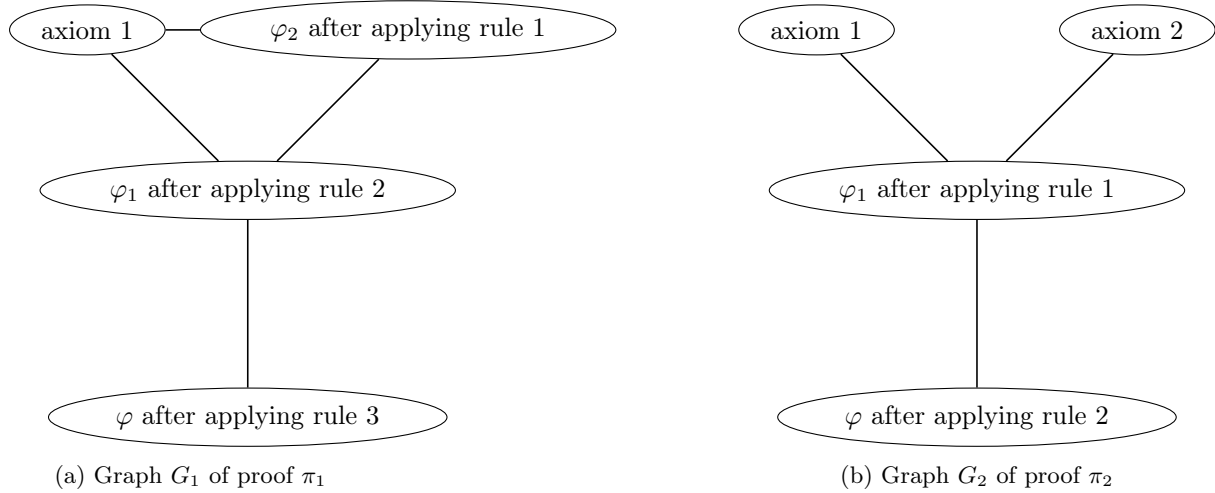 axiom 1
φ₂ after applying rule 1
φ₁ after applying rule 2
φ after applying rule 3
(a) Graph G₁ of proof π₁
axiom 1
axiom 2
φ₁ after applying rule 1
φ after applying rule 2
(b) Graph G₂ of proof π₂